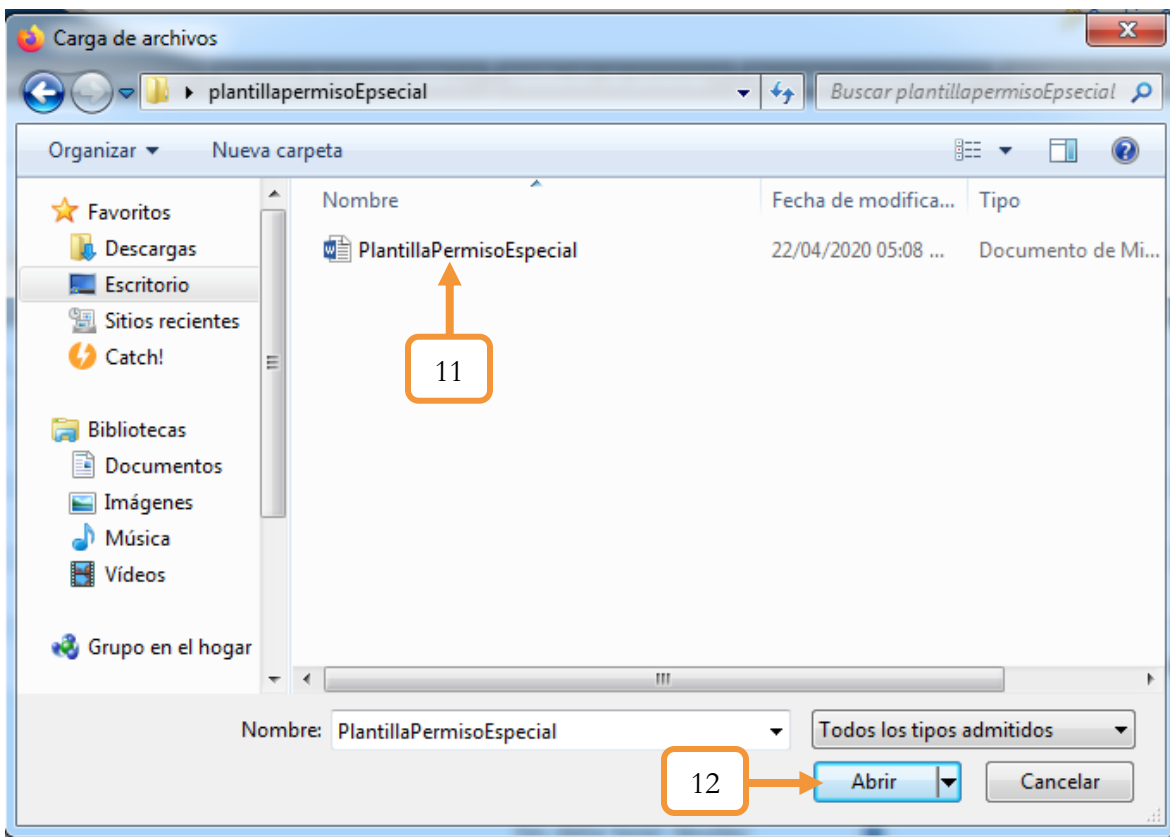 Carga de archivos
plantillapermisoEpsecial
Buscar plantillapermisoEpsecial
Organizar
Nueva carpeta
Nombre
Fecha de modifica...
Tipo
Favoritos
Descargas
Escritorio
Sitios recientes
Catch!
Bibliotecas
Documentos
Imágenes
Música
Vídeos
Grupo en el hogar
PlantillaPermisoEspecial
22/04/2020 05:08 ...
Documento de Mi...
11
Nombre:
PlantillaPermisoEspecial
Todos los tipos admitidos
12
Abrir
Cancelar